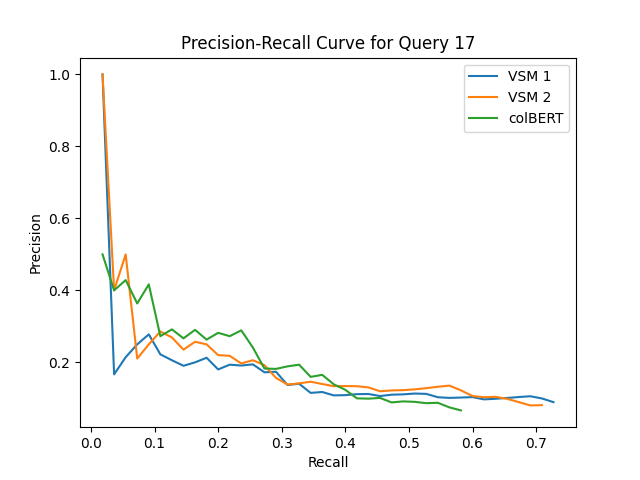 Precision-Recall Curve for Query 17
VSM 1
VSM 2
colBERT
Precision
1.0
0.8
0.6
0.4
0.2
0.0 0.1 0.2 0.3 0.4 0.5 0.6 0.7
Recall